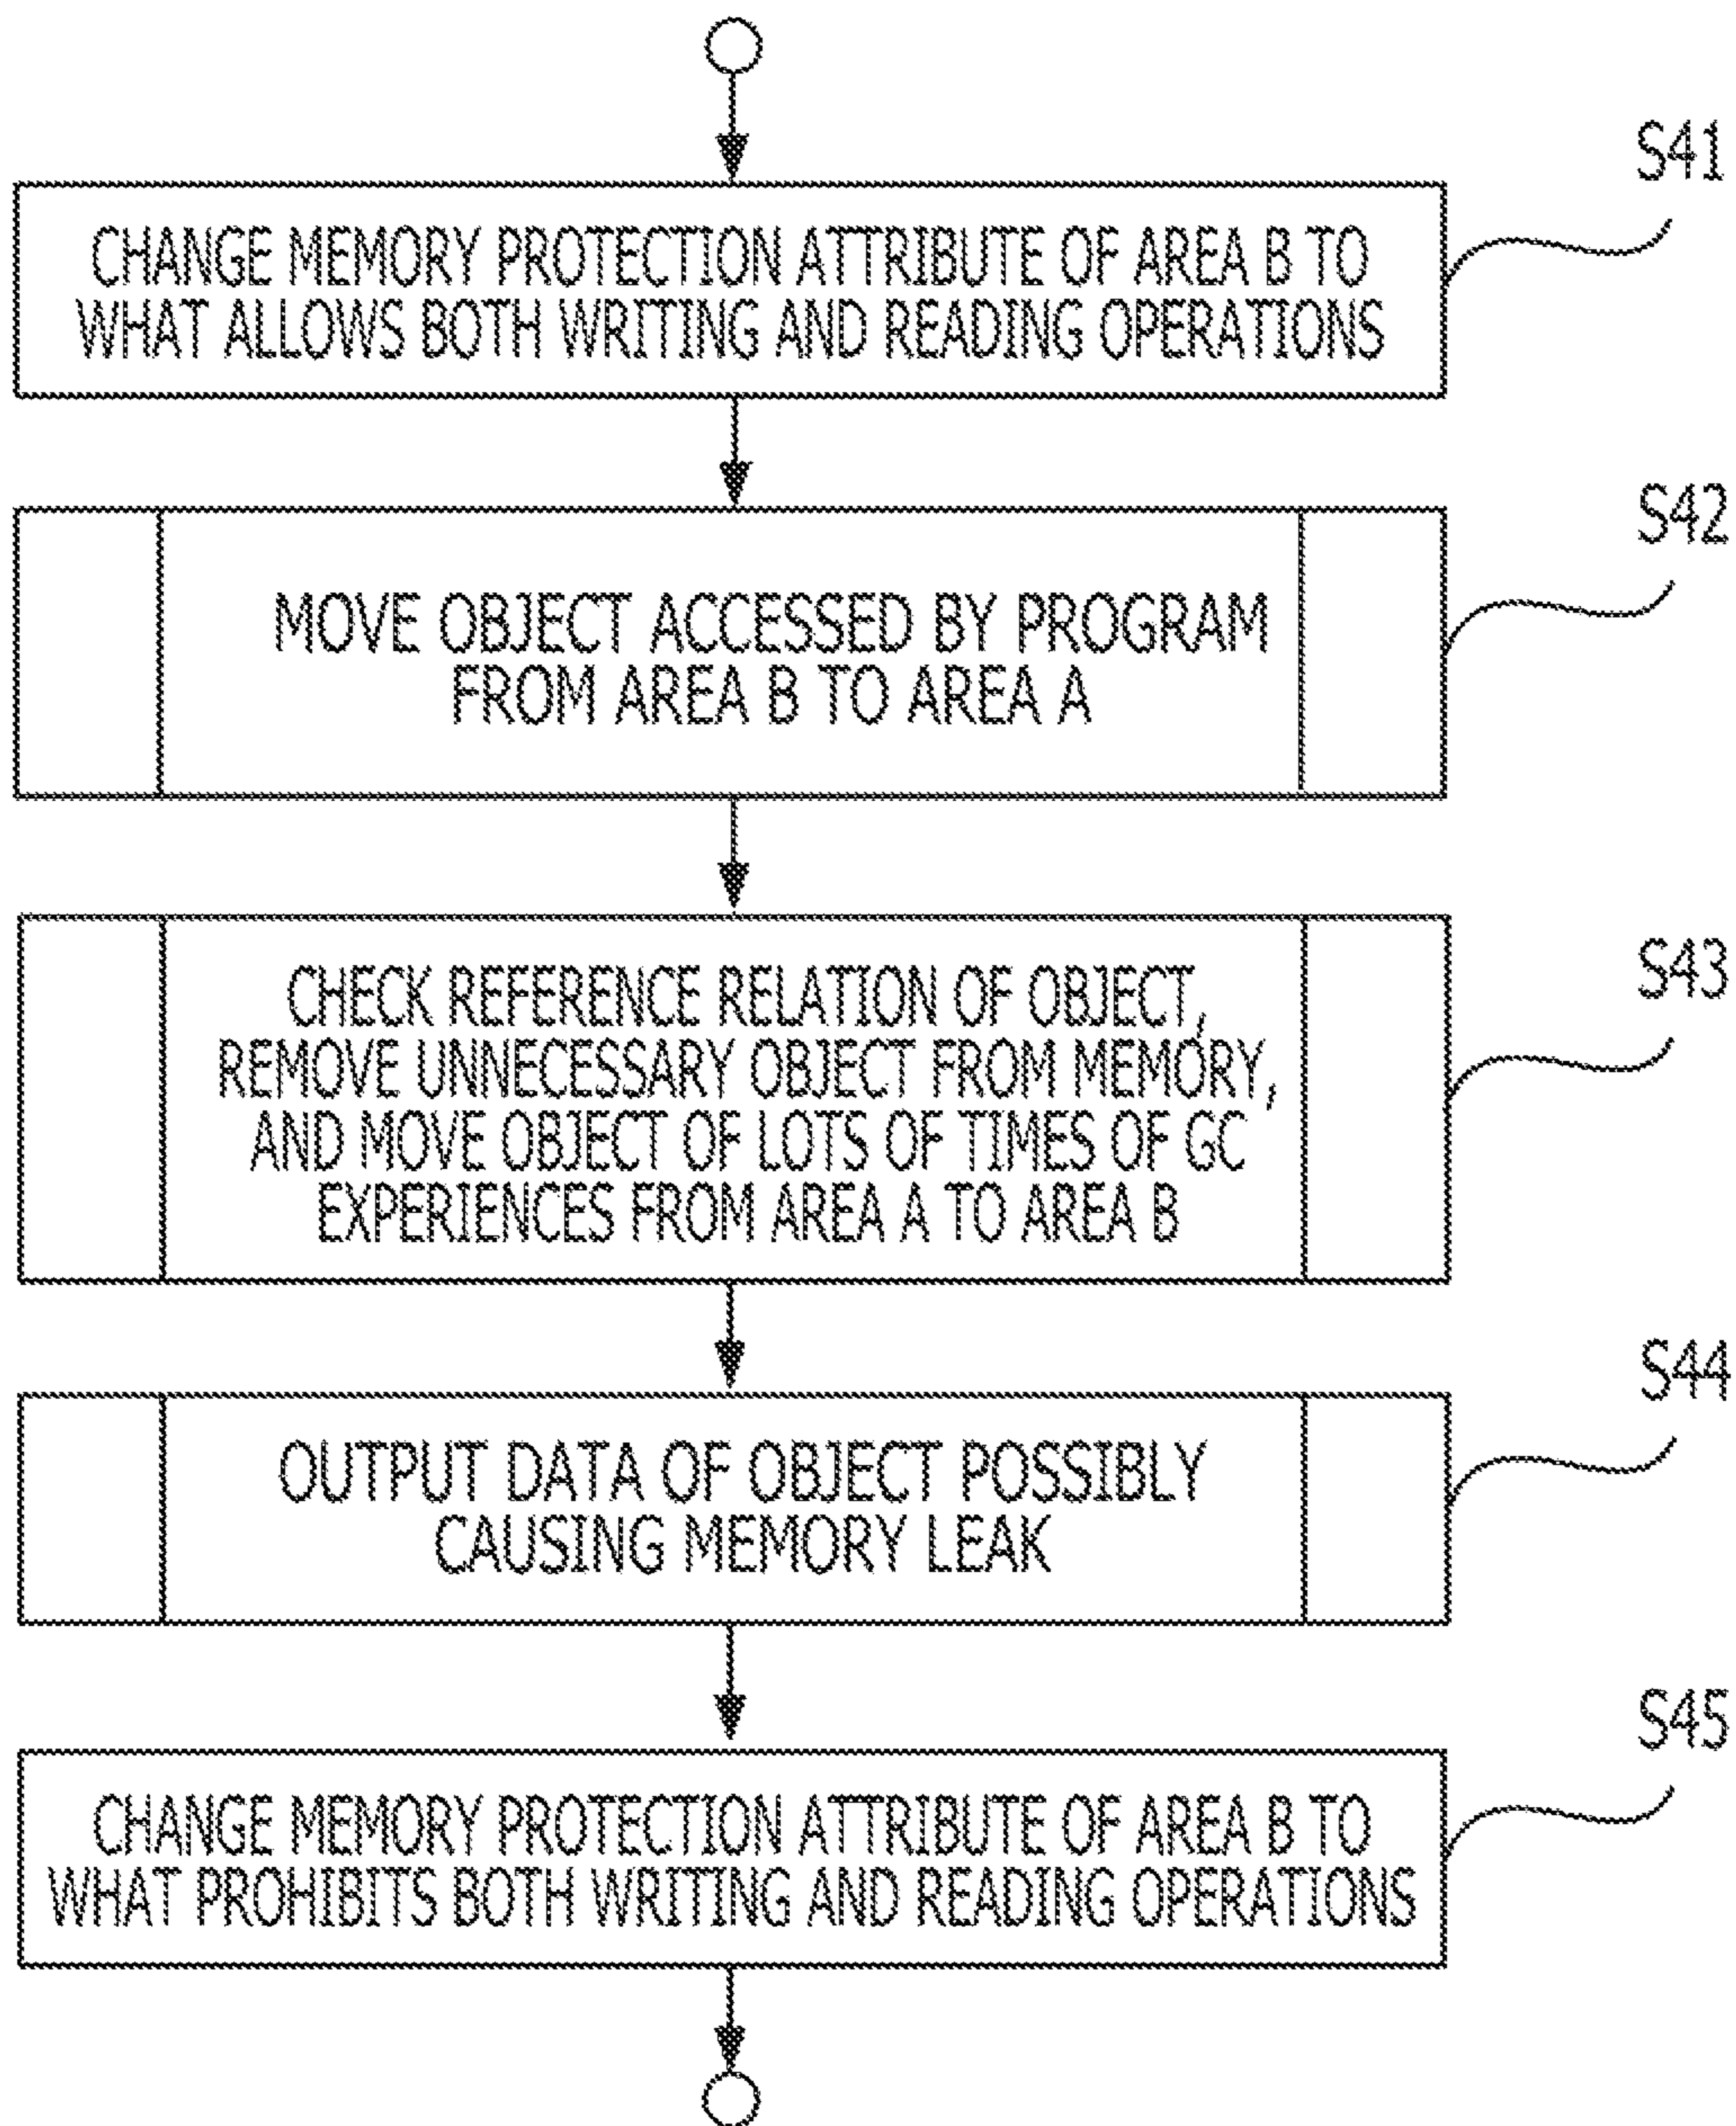 S41
CHANGE MEMORY PROTECTION ATTRIBUTE OF AREA B TO
WHAT ALLOWS BOTH WRITING AND READING OPERATIONS
S42
MOVE OBJECT ACCESSED BY PROGRAM
FROM AREA B TO AREA A
S43
CHECK REFERENCE RELATION OF OBJECT,
REMOVE UNNECESSARY OBJECT FROM MEMORY,
AND MOVE OBJECT OF LOTS OF TIMES OF GC
EXPERIENCES FROM AREA A TO AREA B
S44
OUTPUT DATA OF OBJECT POSSIBLY
CAUSING MEMORY LEAK
S45
CHANGE MEMORY PROTECTION ATTRIBUTE OF AREA B TO
WHAT PROHIBITS BOTH WRITING AND READING OPERATIONS